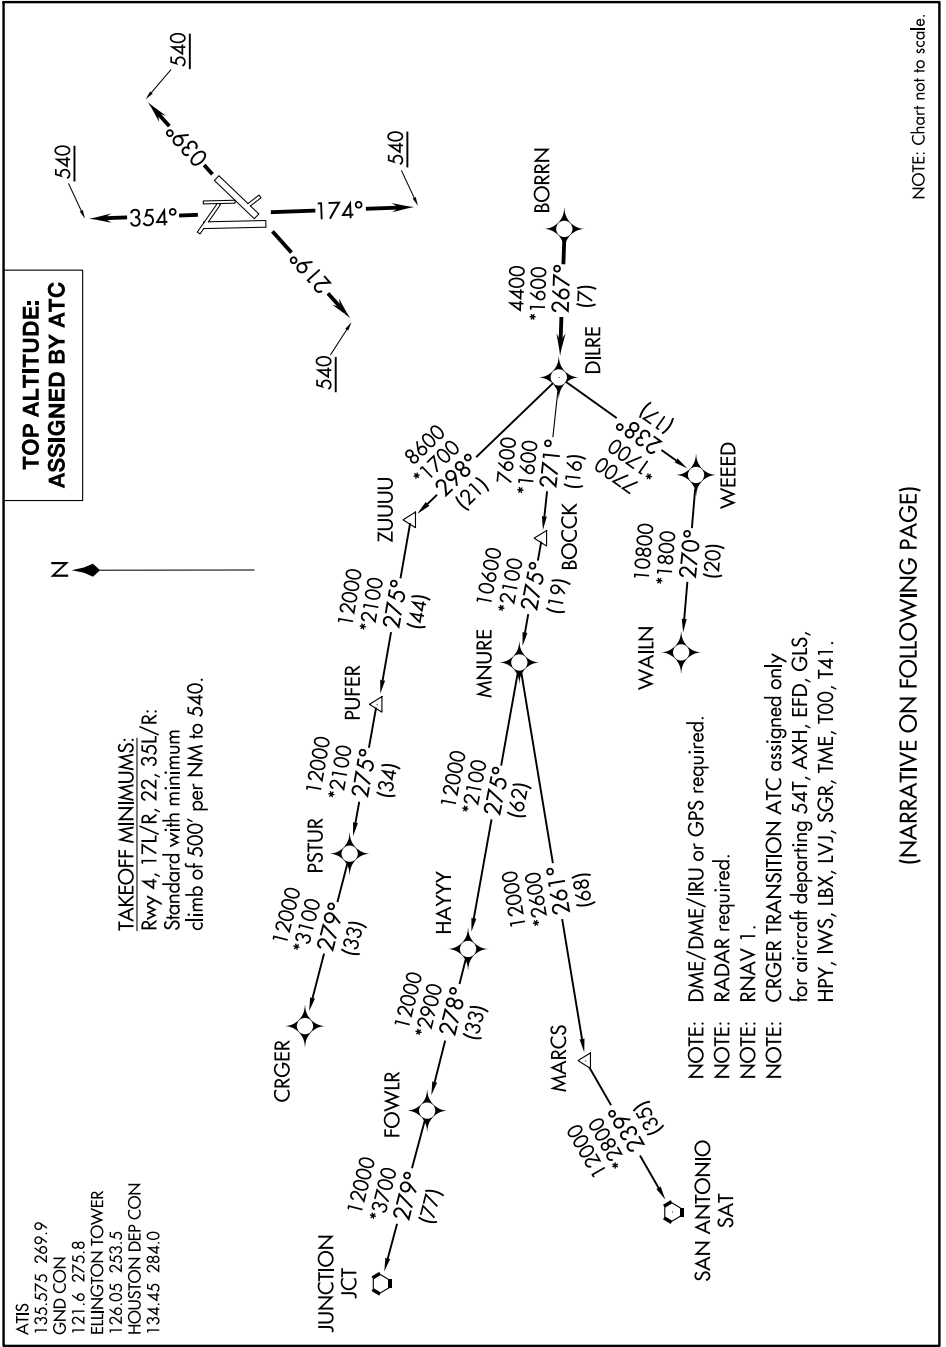 ATIS
135.575 269.9
GND CON
121.6 275.8
ELLINGTON TOWER
126.05 253.5
HOUSTON DEP CON
134.45 284.0
TAKEOFF MINIMUMS:
Rwy 4, 17L/R, 22, 35L/R:
Standard with minimum
climb of 500' per NM to 540.
N
TOP ALTITUDE:
ASSIGNED BY ATC
540
354°
540
039°
540
174°
540
219°
JUNCTION
JCT
12000
*3700
279°
(77)
FOWLR
12000
*2900
278°
(33)
HAYYY
12000
*2100
275°
(62)
MNURE
10600
*2100
275°
(19)
BOCCK
7600
*1600
271°
(16)
CRGER
12000
*3100
279°
(33)
PSTUR
12000
*2100
275°
(34)
PUFER
12000
*2100
275°
(44)
ZUUUU
8600
*1700
298°
(21)
DILRE
4400
*1600
267°
(7)
BORRN
SAN ANTONIO
SAT
12000
*2800
239°
(35)
MARCS
12000
*2600
261°
(68)
WAILN
10800
*1800
270°
(20)
WEEED
7700
*1700
238°
(17)
NOTE: DME/DME/IRU or GPS required.
NOTE: RADAR required.
NOTE: RNAV 1.
NOTE: CRGER TRANSITION ATC assigned only
for aircraft departing 54T, AXH, EFD, GLS,
HPY, IWS, LBX, LVJ, SGR, TME, T00, T41.
(NARRATIVE ON FOLLOWING PAGE)
NOTE: Chart not to scale.